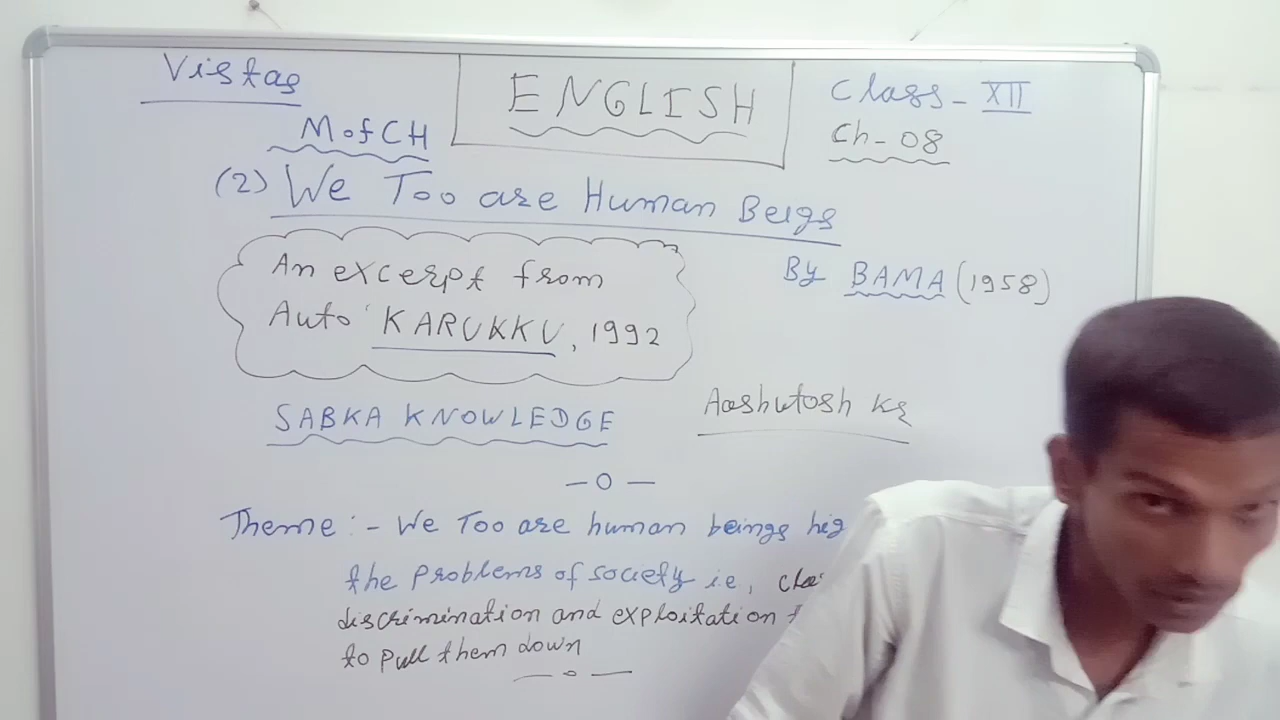 Vistas
ENGLISH
Class - XII
M of CH
Ch - 08
(2) We Too are Human Beigs
By BAMA (1958)
An excerpt from
Auto' KARUKKU, 1992
SABKA KNOWLEDGE
Aashutosh Kr
— o —
Theme : - We Too are human beings hig
the problems of society i.e,
discrimination and exploitation
to pull them down
— o —